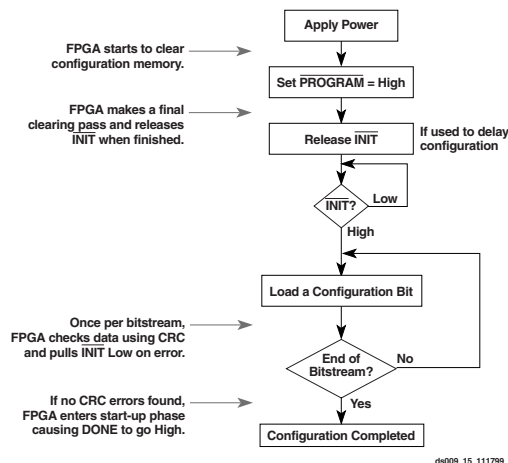 Apply Power
FPGA starts to clear
configuration memory.
Set PROGRAM = High
FPGA makes a final
clearing pass and releases
INIT when finished.
Release INIT
If used to delay
configuration
INIT?
Low
High
Load a Configuration Bit
Once per bitstream,
FPGA checks data using CRC
and pulls INIT Low on error.
End of
Bitstream?
No
Yes
If no CRC errors found,
FPGA enters start-up phase
causing DONE to go High.
Configuration Completed
ds009_15_111799